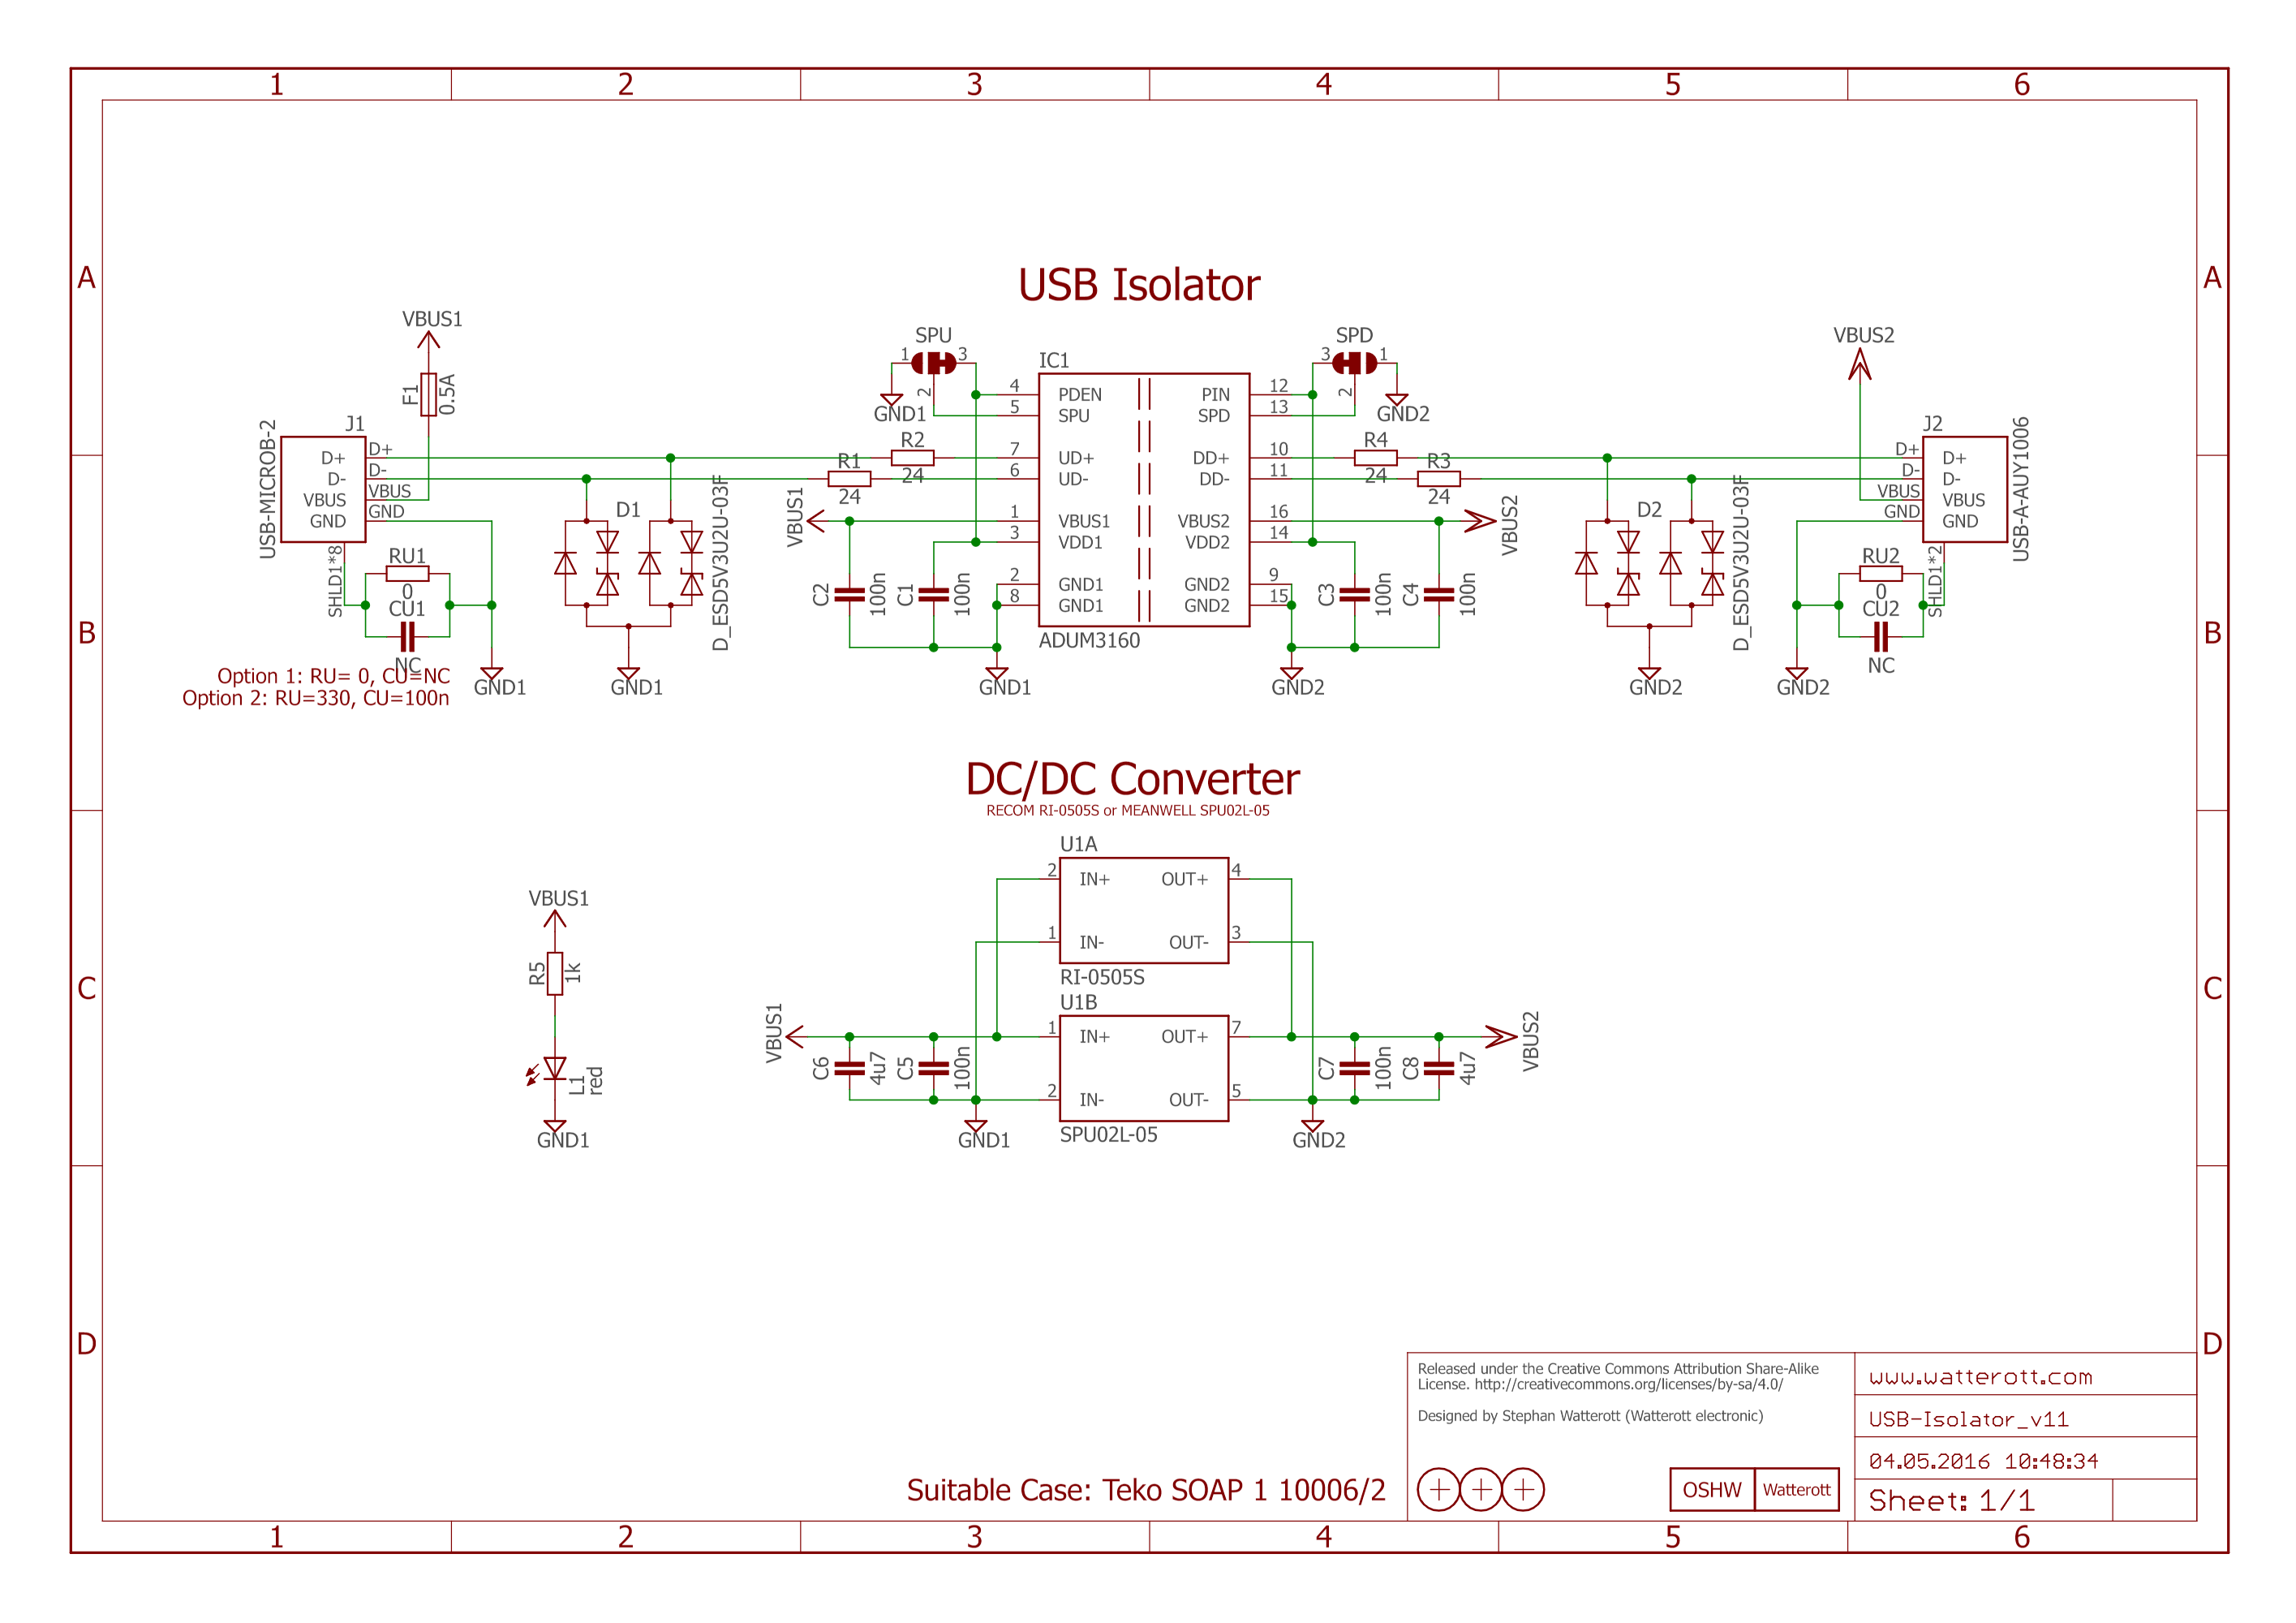 1 2 3 4 5 6
A A
USB Isolator
VBUS1
F1
0.5A
SPU
1 3
2
GND1
SPD
3 1
2
GND2
VBUS2
J1
USB-MICROB-2
D+ D+
D- D-
VBUS VBUS
GND GND
SHLD1*8
RU1
0
CU1
NC
Option 1: RU= 0, CU=NC
Option 2: RU=330, CU=100n
GND1
D1
D_ESD5V3U2U-03F
GND1
R2
24
R1
24
VBUS1
C2
100n
C1
100n
GND1
IC1
4 PDEN PIN 12
5 SPU SPD 13
7 UD+ DD+ 10
6 UD- DD- 11
1 VBUS1 VBUS2 16
3 VDD1 VDD2 14
2 GND1 GND2 9
8 GND1 GND2 15
ADUM3160
R4
24
R3
24
VBUS2
C3
100n
C4
100n
GND2
D2
D_ESD5V3U2U-03F
GND2
J2
USB-A-AUY1006
D+ D+
D- D-
VBUS VBUS
GND GND
SHLD1*2
RU2
0
CU2
NC
GND2
B B
DC/DC Converter
RECOM RI-0505S or MEANWELL SPU02L-05
U1A
2 IN+ OUT+ 4
1 IN- OUT- 3
RI-0505S
U1B
1 IN+ OUT+ 7
2 IN- OUT- 5
SPU02L-05
VBUS1
C6
4u7
C5
100n
GND1
C7
100n
C8
4u7
VBUS2
GND2
VBUS1
R5
1k
L1
red
GND1
C C
D D
Released under the Creative Commons Attribution Share-Alike
License. http://creativecommons.org/licenses/by-sa/4.0/
Designed by Stephan Watterott (Watterott electronic)
OSHW Watterott
www.watterott.com
USB-Isolator_v11
04.05.2016 10:48:34
Sheet: 1/1
Suitable Case: Teko SOAP 1 10006/2
1 2 3 4 5 6